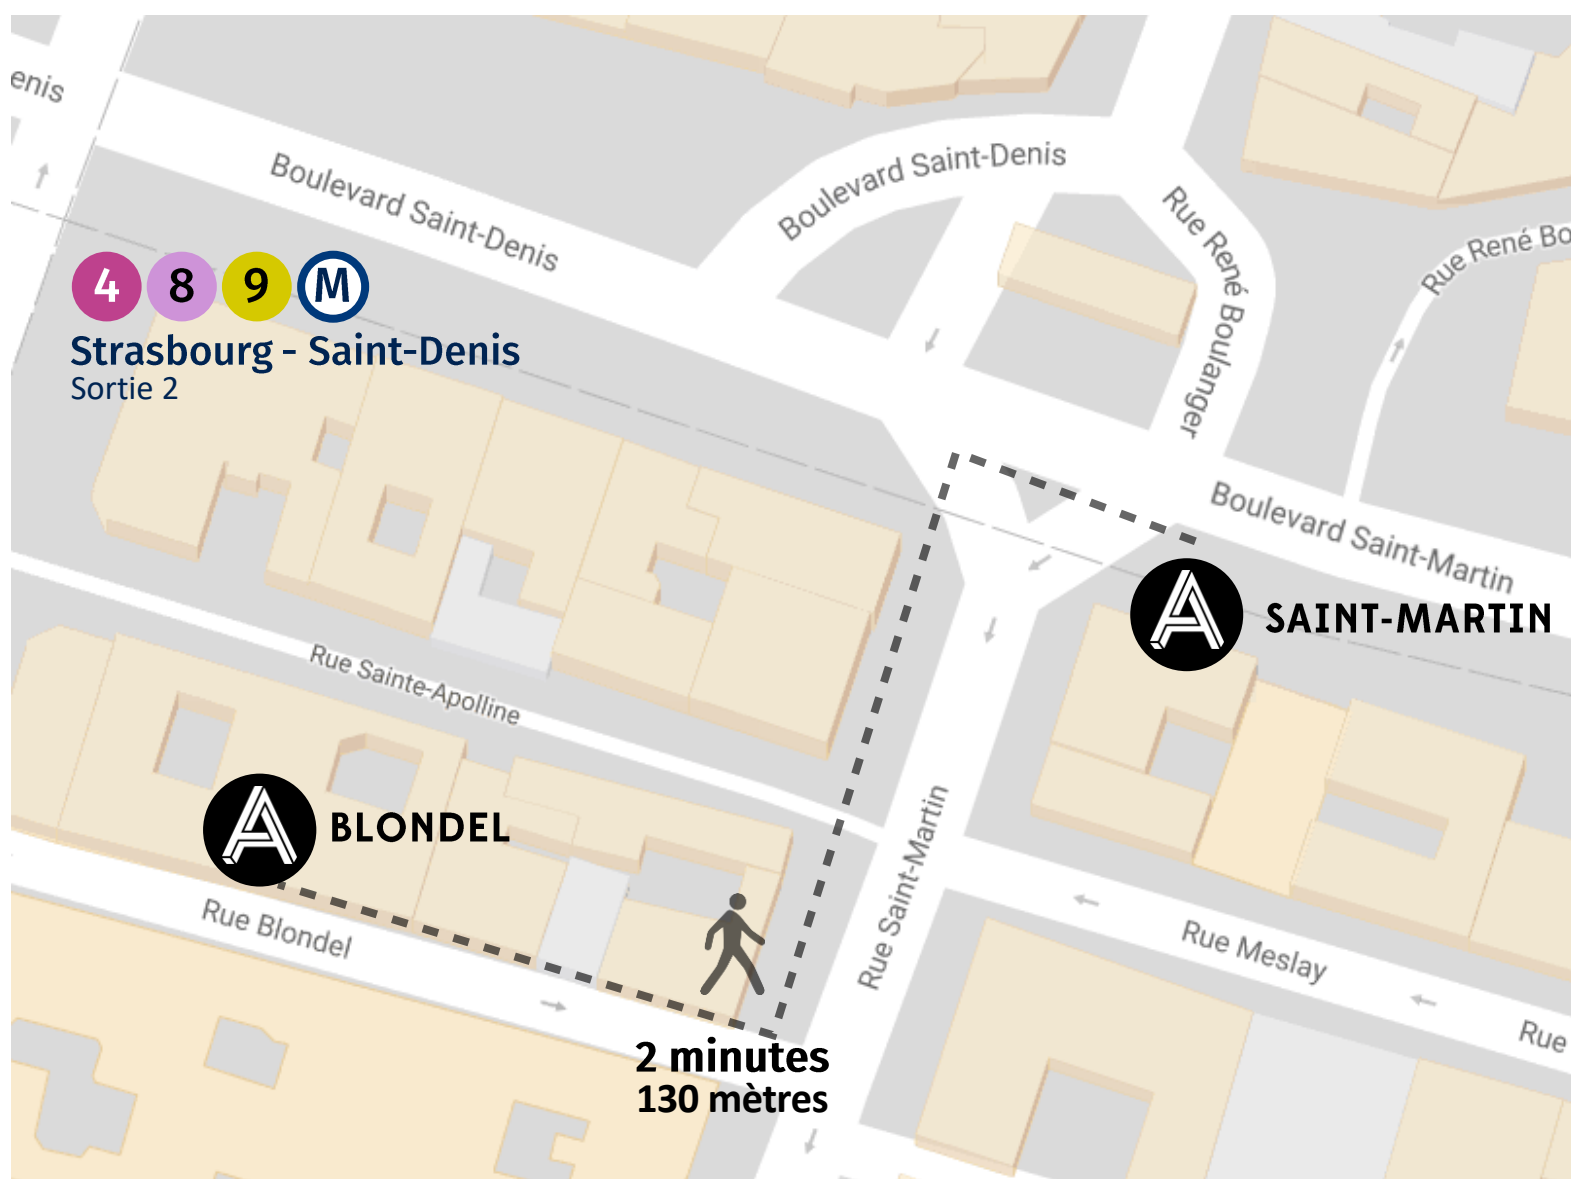 enis
Boulevard Saint-Denis
Boulevard Saint-Denis
Rue René Boulanger
Rue René Bo
4 8 9 M
Strasbourg - Saint-Denis
Sortie 2
Boulevard Saint-Martin
A SAINT-MARTIN
Rue Sainte-Apolline
A BLONDEL
Rue Saint-Martin
Rue Blondel
Rue Meslay
Rue
2 minutes
130 mètres